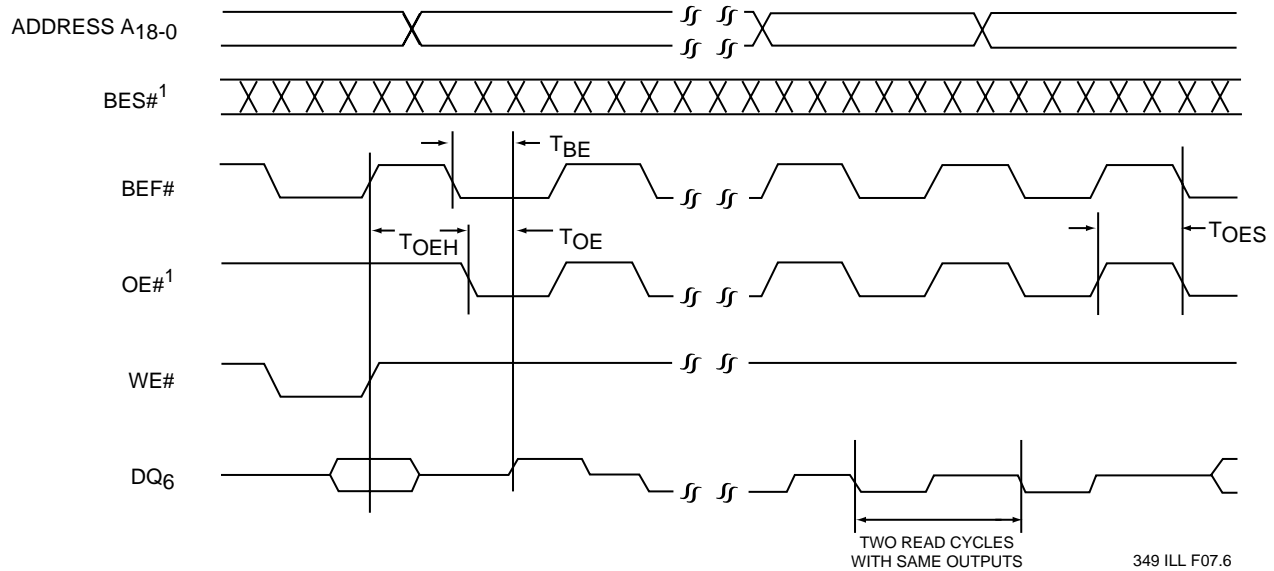 ADDRESS A18-0
BES#1
TBE
BEF#
TOEH
TOE
TOES
OE#1
WE#
DQ6
TWO READ CYCLES
WITH SAME OUTPUTS
349 ILL F07.6